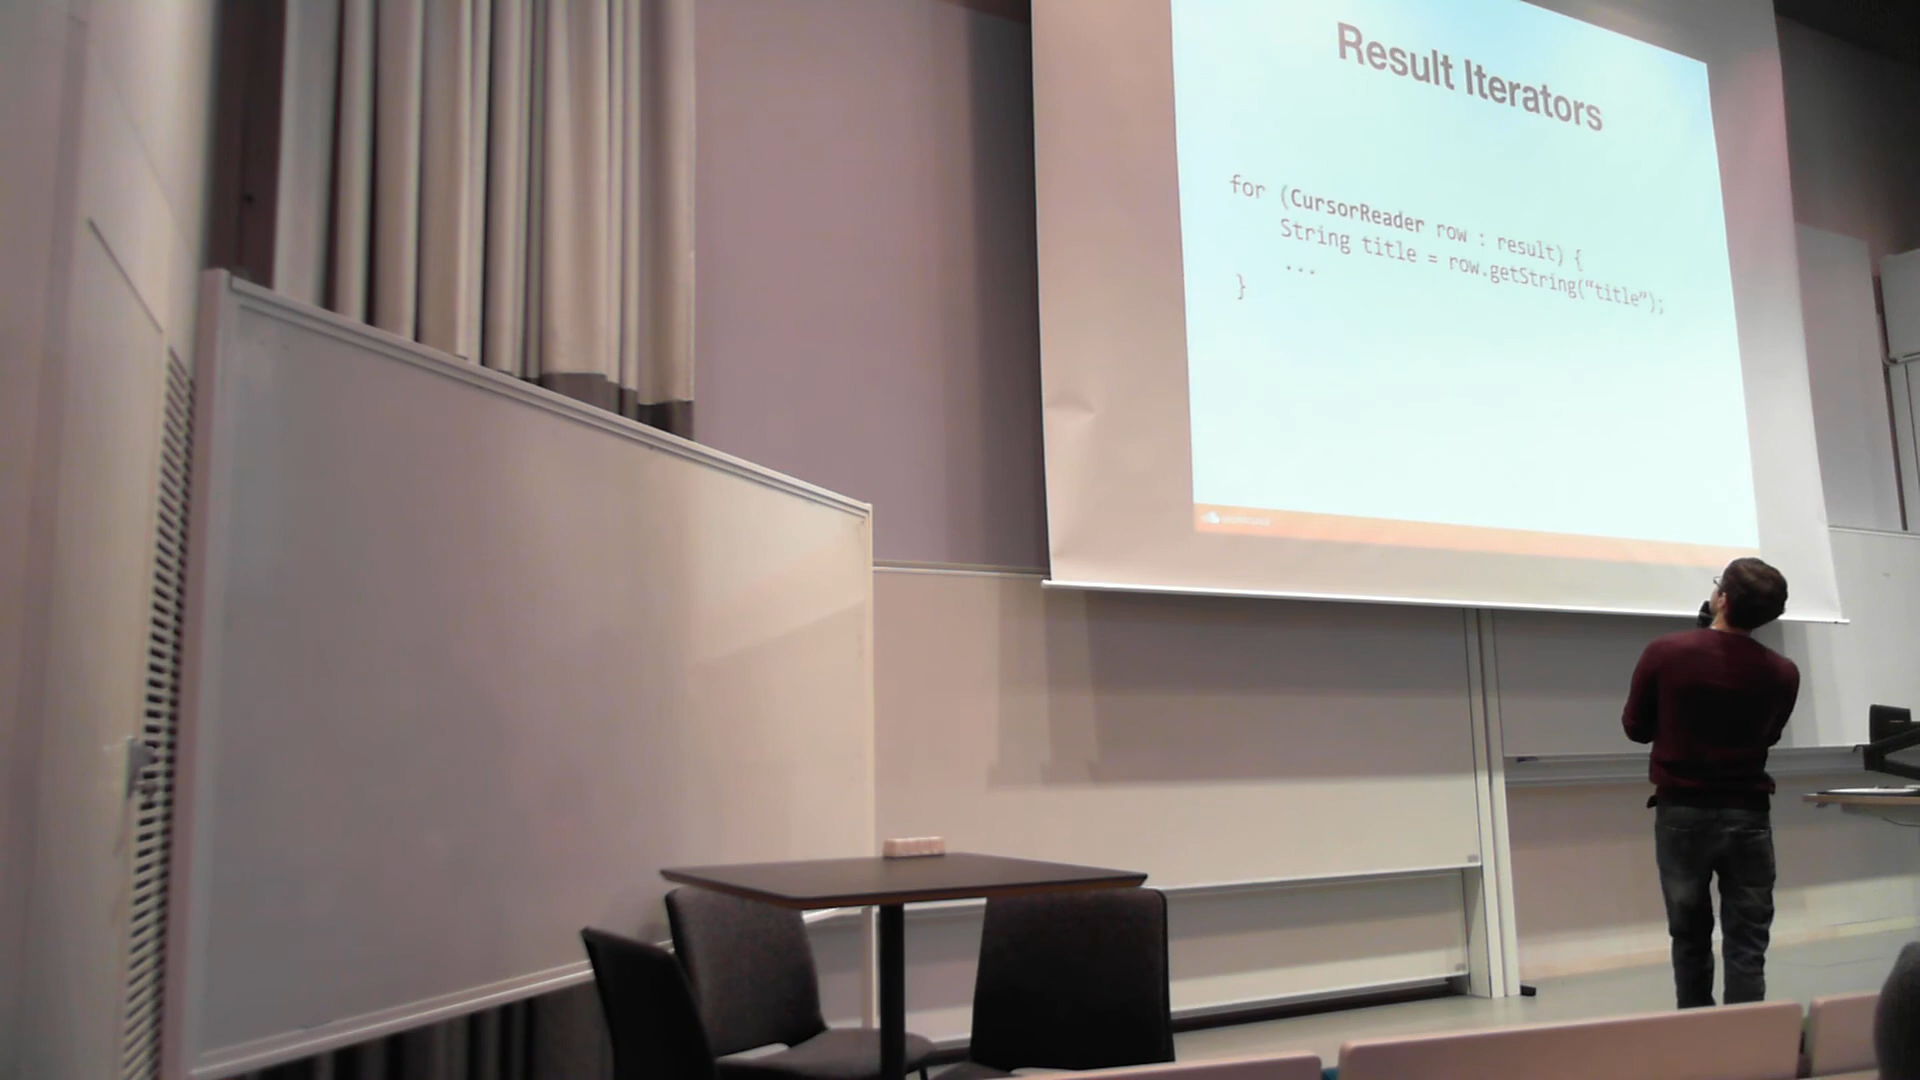 Result Iterators
for (CursorReader row : result) {
String title = row.getString(“title”);
...
}